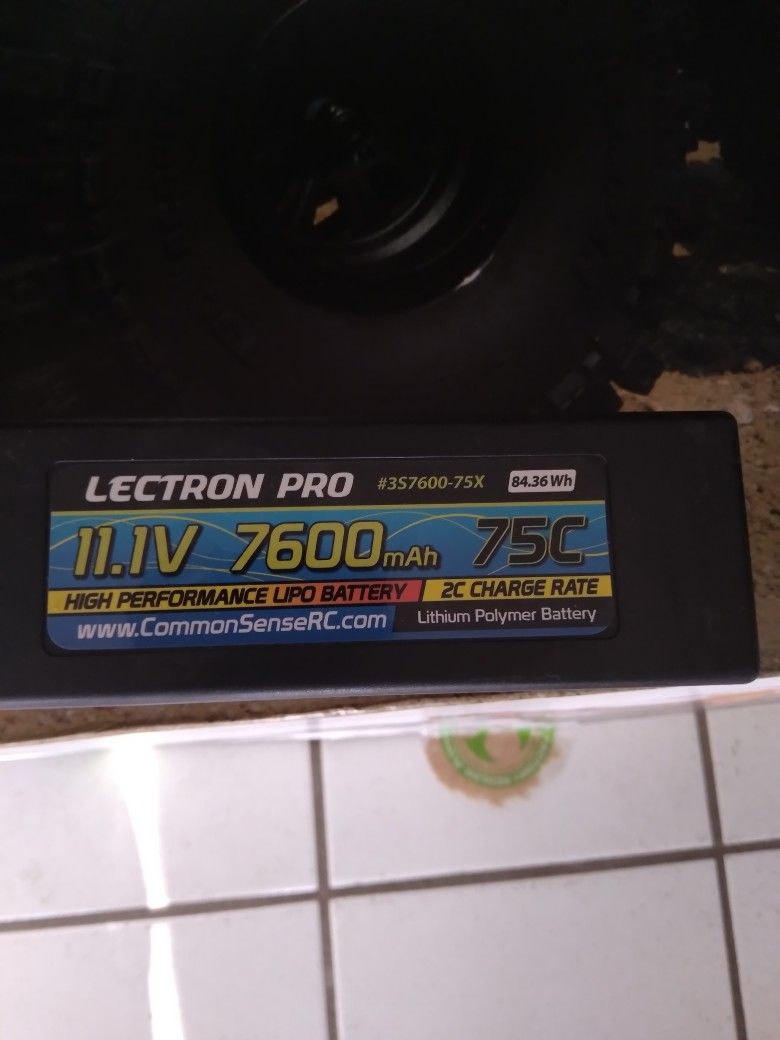 LECTRON PRO #3S7600-75X 84.36 Wh
11.1V 7600mAh 75C
HIGH PERFORMANCE LIPO BATTERY 2C CHARGE RATE
www.CommonSenseRC.com Lithium Polymer Battery